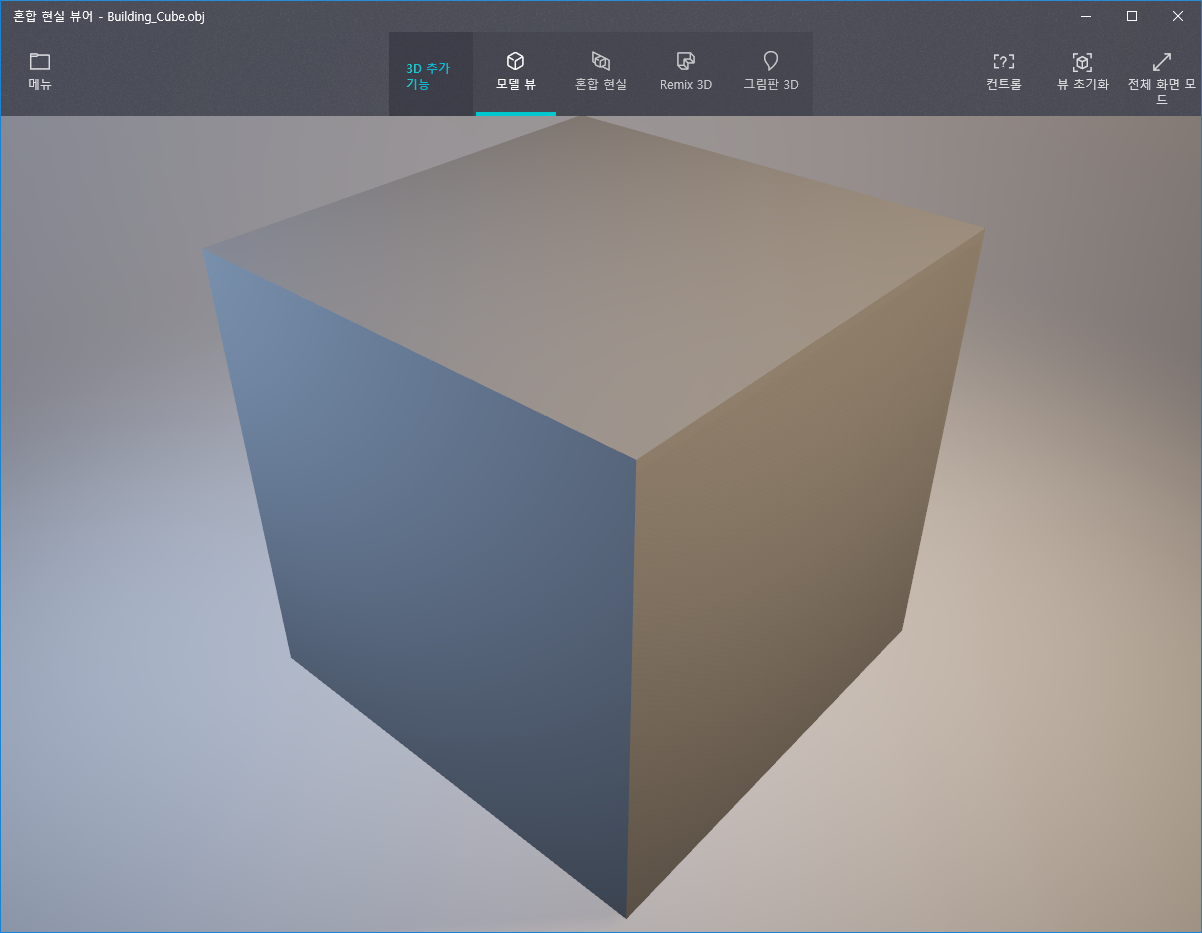 혼합 현실 뷰어 - Building_Cube.obj
메뉴
3D 추가
기능
모델 뷰
혼합 현실
Remix 3D
그림판 3D
컨트롤
뷰 초기화
전체 화면 모
드